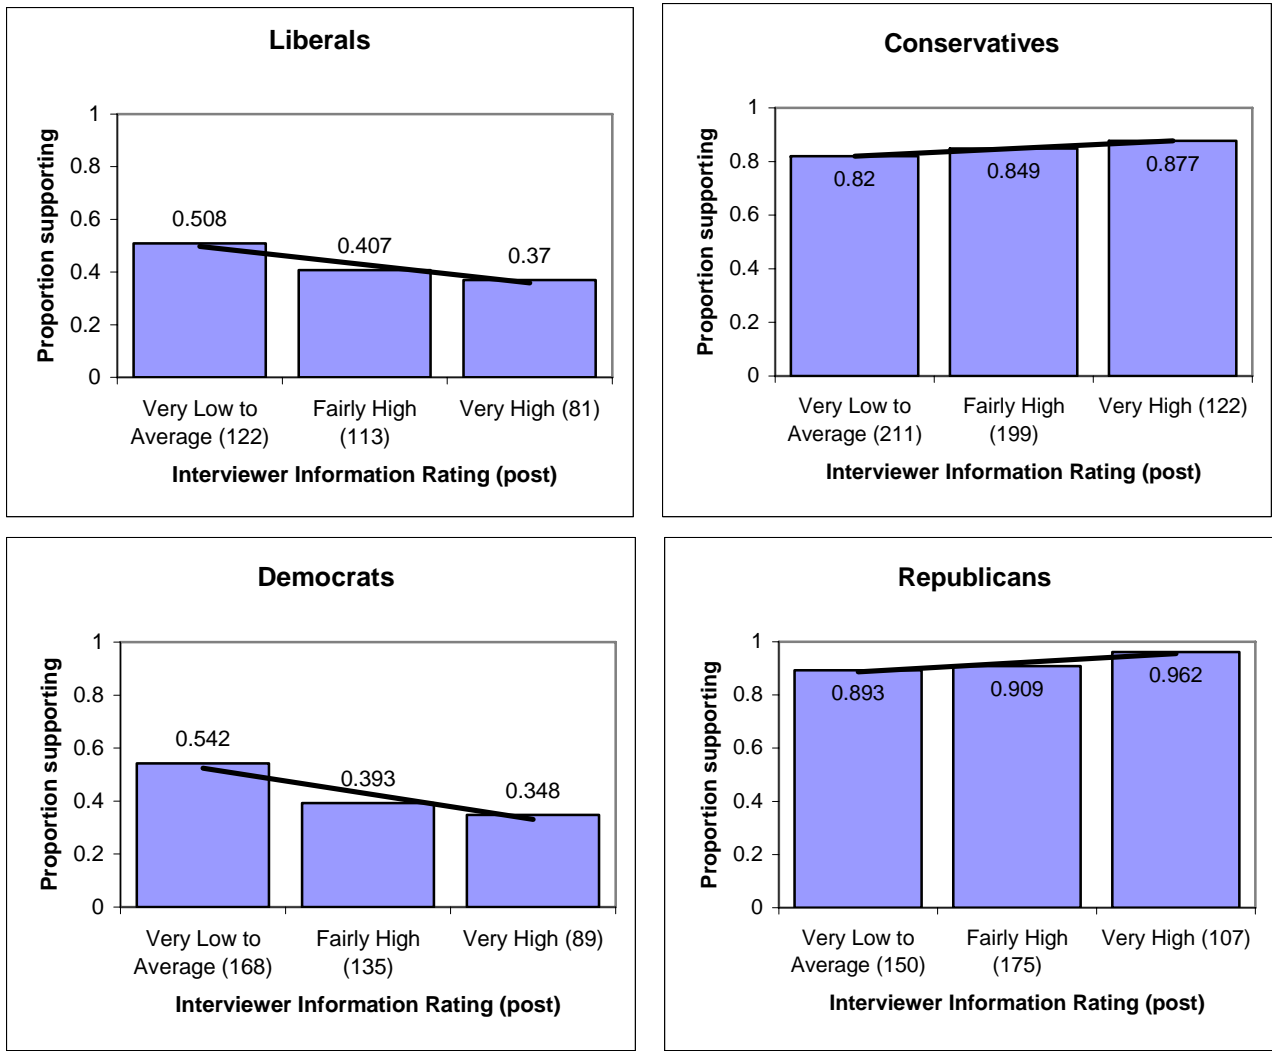 Liberals
Proportion supporting
1
0.8
0.6
0.4
0.2
0
0.508
0.407
0.37
Very Low to
Average (122)
Fairly High
(113)
Very High (81)
Interviewer Information Rating (post)
Conservatives
Proportion supporting
1
0.8
0.6
0.4
0.2
0
0.82
0.849
0.877
Very Low to
Average (211)
Fairly High
(199)
Very High (122)
Interviewer Information Rating (post)
Democrats
Proportion supporting
1
0.8
0.6
0.4
0.2
0
0.542
0.393
0.348
Very Low to
Average (168)
Fairly High
(135)
Very High (89)
Interviewer Information Rating (post)
Republicans
Proportion supporting
1
0.8
0.6
0.4
0.2
0
0.893
0.909
0.962
Very Low to
Average (150)
Fairly High
(175)
Very High (107)
Interviewer Information Rating (post)